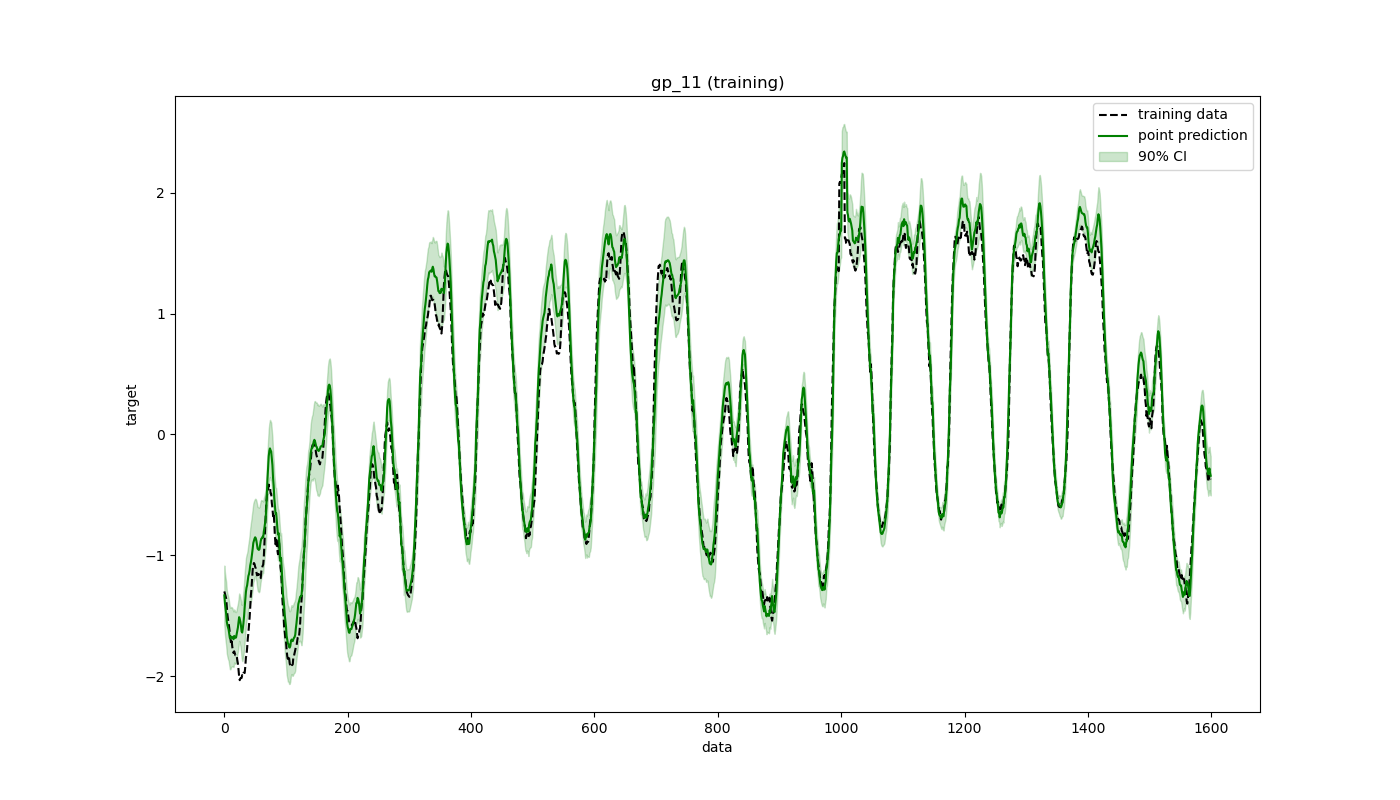 gp_11 (training)
training data
point prediction
90% CI
target
2
1
0
−1
−2
0 200 400 600 800 1000 1200 1400 1600
data